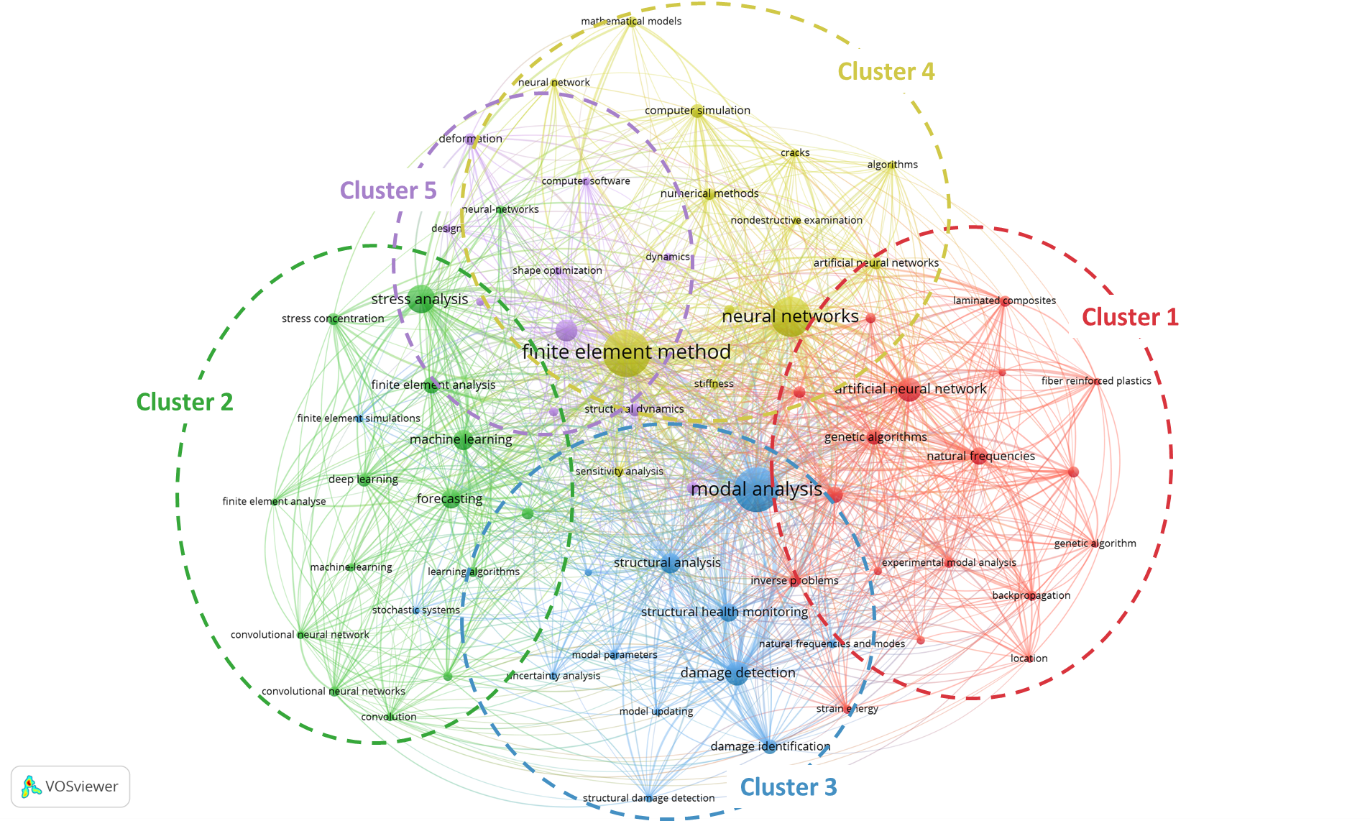 mathematical models
Cluster 4
neural network
computer simulation
deformation
cracks
algorithms
Cluster 5
computer software
numerical methods
neural-networks
nondestructive examination
design
dynamics
artificial neural networks
shape optimization
stress analysis
laminated composites
stress concentration
neural networks
Cluster 1
finite element method
finite element analysis
stiffness
artificial neural network
fiber reinforced plastics
Cluster 2
structural dynamics
finite element simulations
machine learning
genetic algorithms
natural frequencies
sensitivity analysis
deep learning
modal analysis
finite element analyse
forecasting
genetic algorithm
machine-learning
learning algorithms
structural analysis
experimental modal analysis
inverse problems
backpropagation
stochastic systems
structural health monitoring
convolutional neural network
natural frequencies and modes
modal parameters
location
uncertainty analysis
damage detection
convolutional neural networks
model updating
strain energy
convolution
damage identification
VOSviewer
Cluster 3
structural damage detection